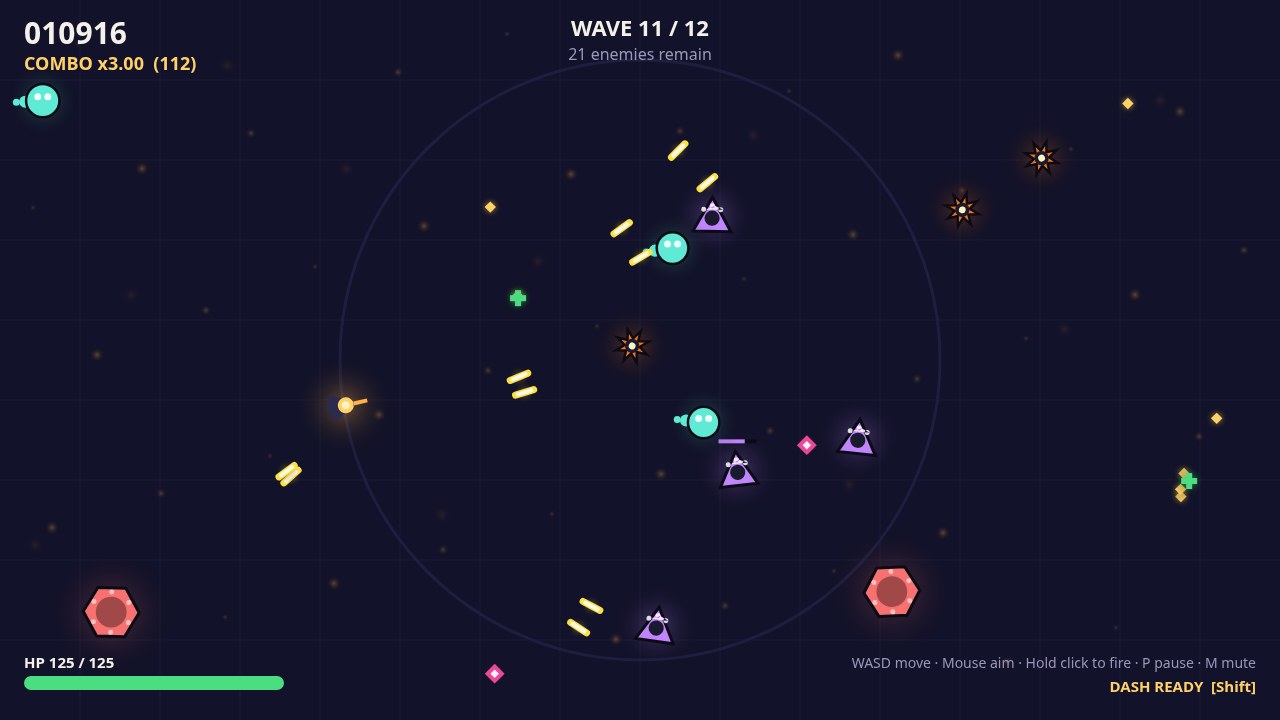 010916
COMBO x3.00 (112)
WAVE 11 / 12
21 enemies remain
HP 125 / 125
WASD move · Mouse aim · Hold click to fire · P pause · M mute
DASH READY [Shift]